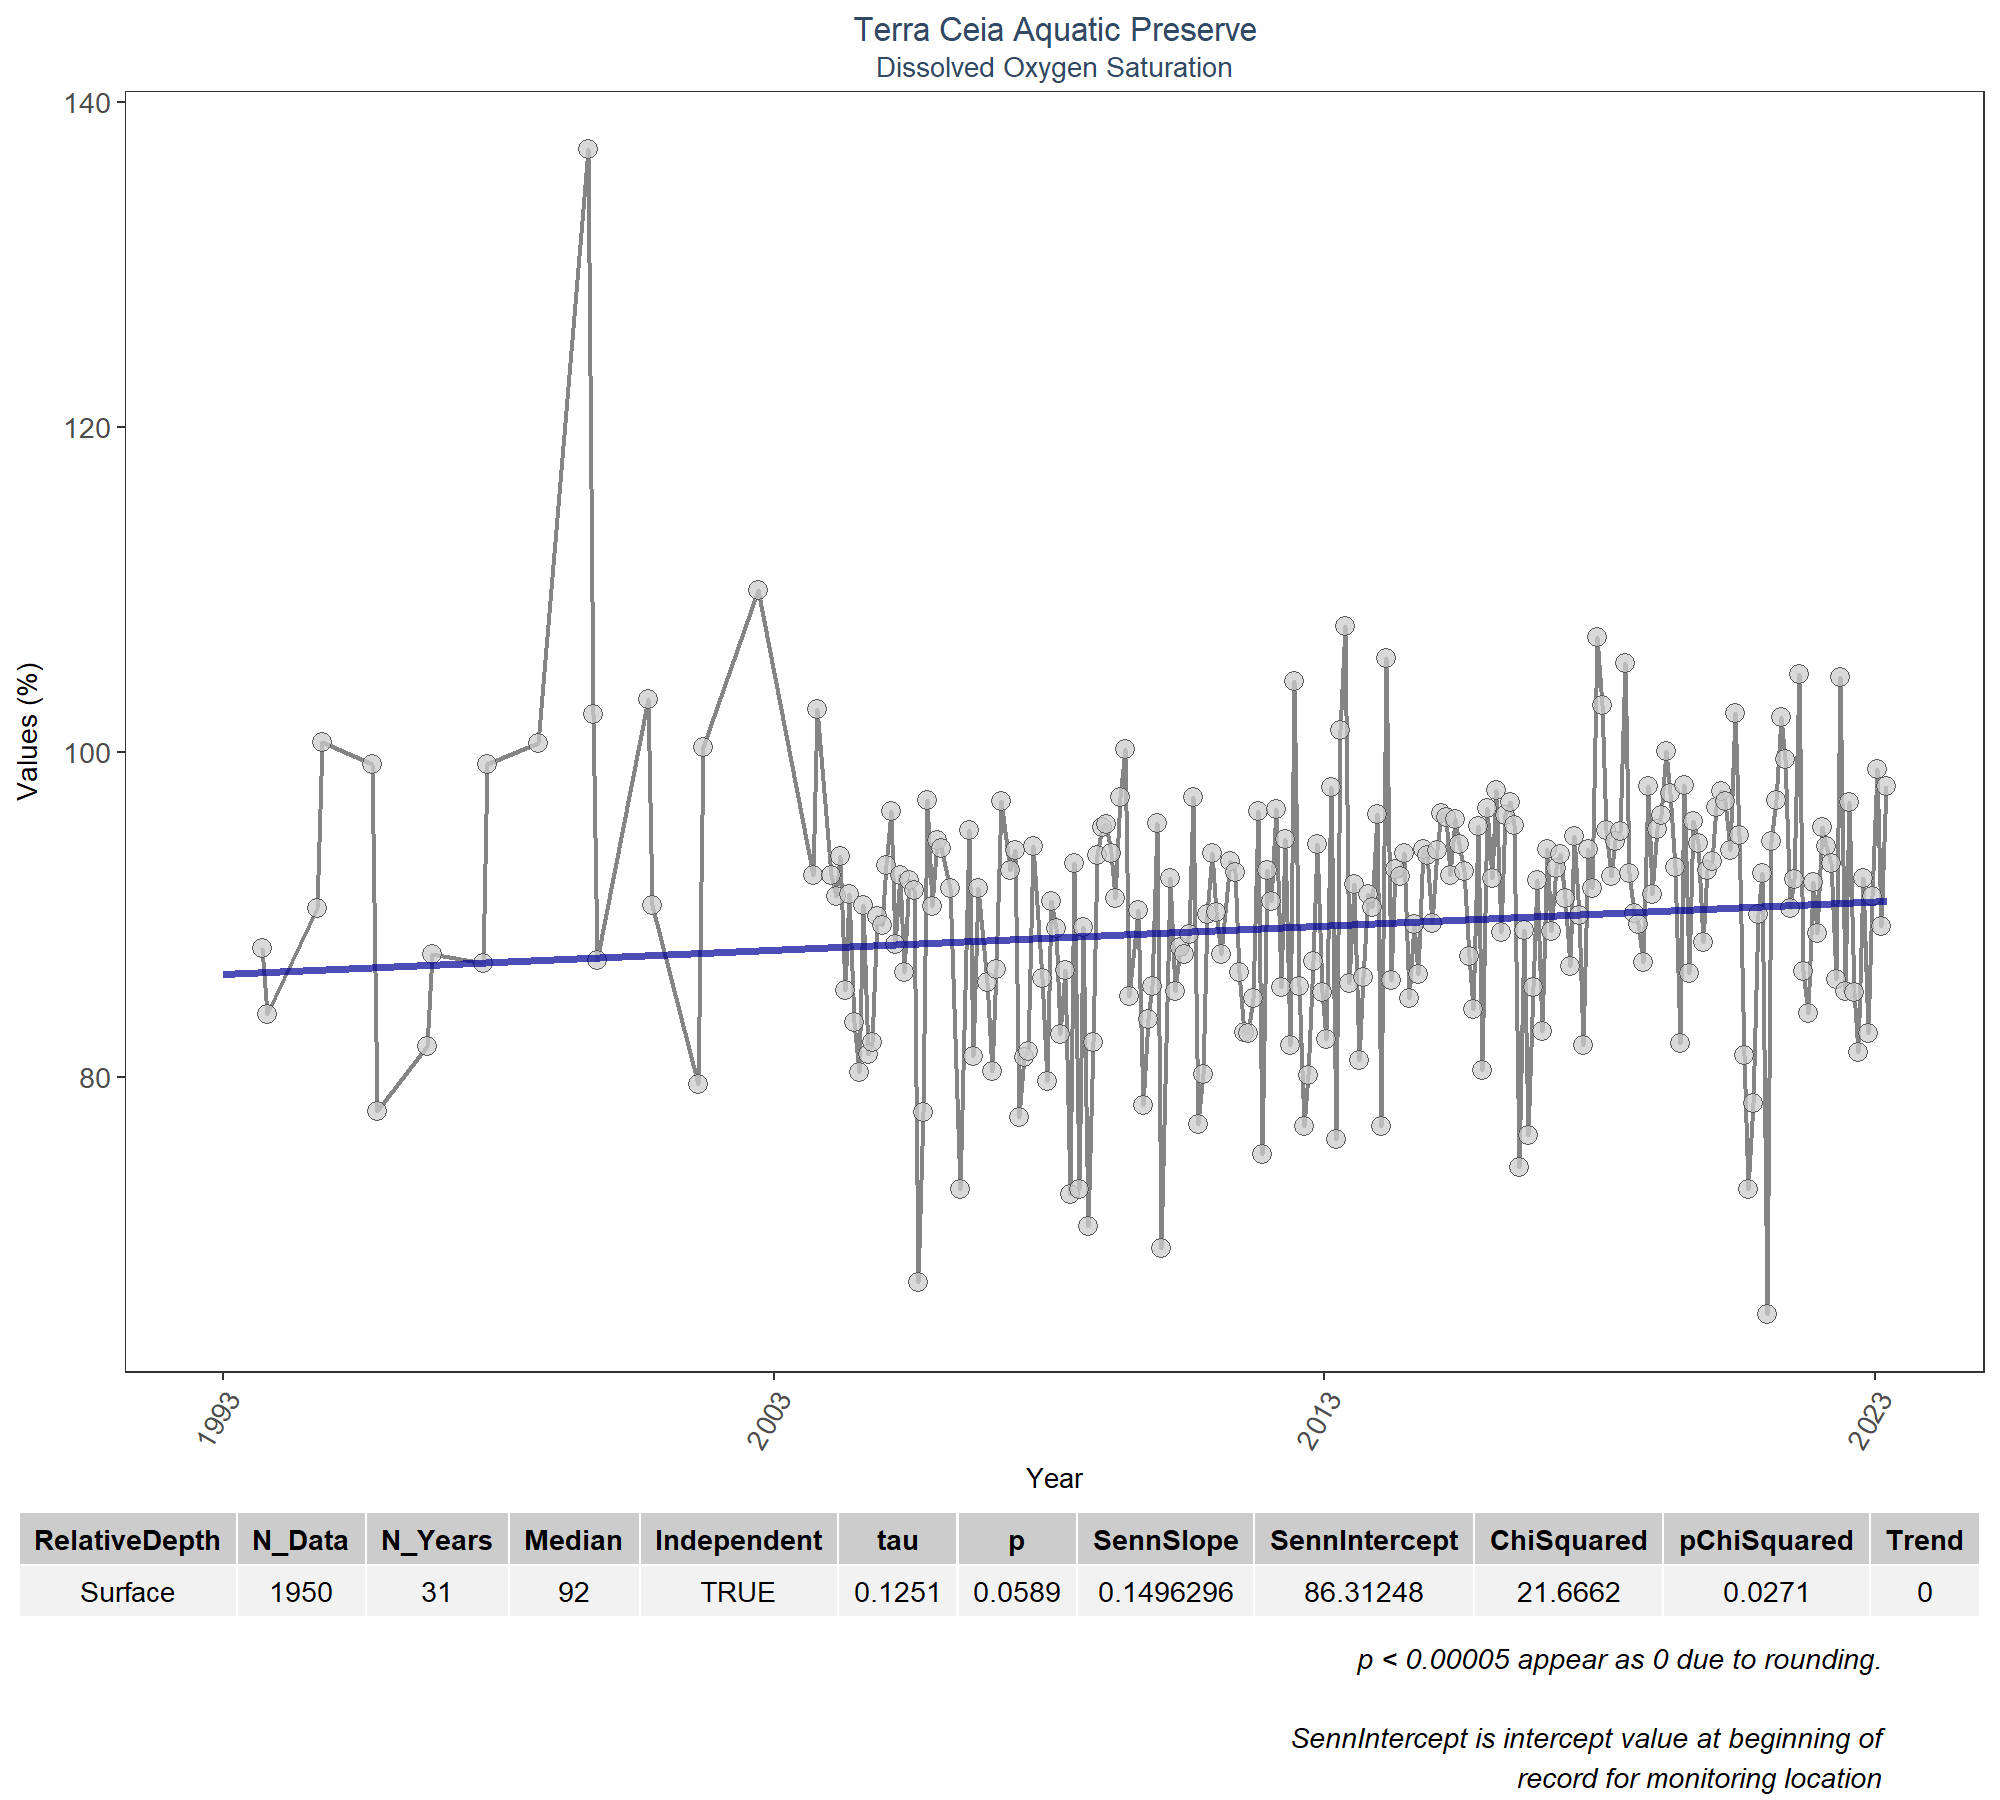 Terra Ceia Aquatic Preserve
Dissolved Oxygen Saturation
140
120
100
80
Values (%)
1993 2003 2013 2023
Year
RelativeDepth N_Data N_Years Median Independent tau p SennSlope SennIntercept ChiSquared pChiSquared Trend
Surface 1950 31 92 TRUE 0.1251 0.0589 0.1496296 86.31248 21.6662 0.0271 0
p < 0.00005 appear as 0 due to rounding.
SennIntercept is intercept value at beginning of
record for monitoring location